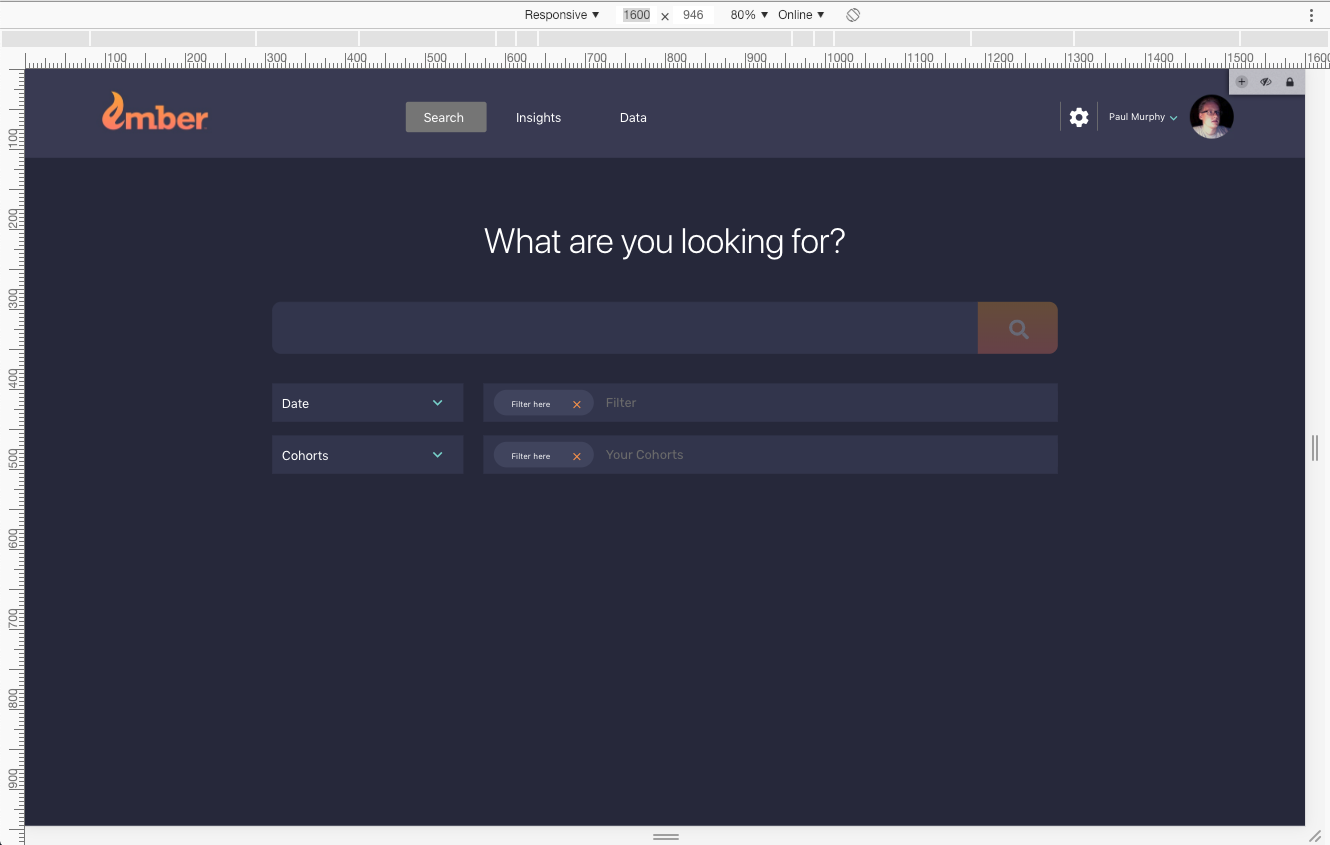 Responsive ▼ 1600 × 946 80% ▼ Online ▼
100 200 300 400 500 600 700 800 900 1000 1100 1200 1300 1400 1500 1600
ember
Search Insights Data
Paul Murphy
What are you looking for?
Date Filter here × Filter
Cohorts Filter here × Your Cohorts
100
200
300
400
500
600
700
800
900